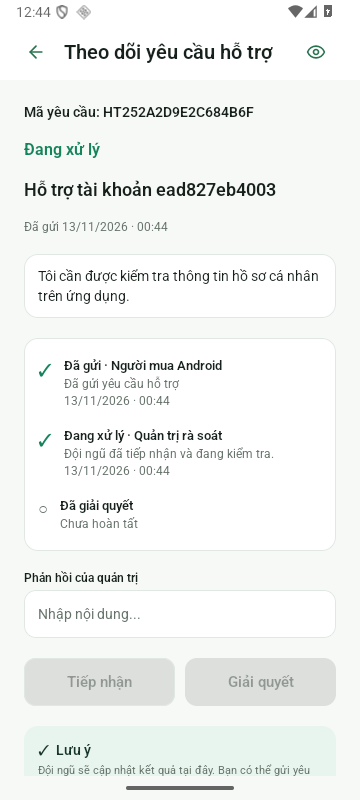 12:44
Theo dõi yêu cầu hỗ trợ
Mã yêu cầu: HT252A2D9E2C684B6F
Đang xử lý
Hỗ trợ tài khoản ead827eb4003
Đã gửi 13/11/2026 · 00:44
Tôi cần được kiểm tra thông tin hồ sơ cá nhân
trên ứng dụng.
✓ Đã gửi · Người mua Android
Đã gửi yêu cầu hỗ trợ
13/11/2026 · 00:44
✓ Đang xử lý · Quản trị rà soát
Đội ngũ đã tiếp nhận và đang kiểm tra.
13/11/2026 · 00:44
○ Đã giải quyết
Chưa hoàn tất
Phản hồi của quản trị
Nhập nội dung...
Tiếp nhận
Giải quyết
✓ Lưu ý
Đội ngũ sẽ cập nhật kết quả tại đây. Bạn có thể gửi yêu